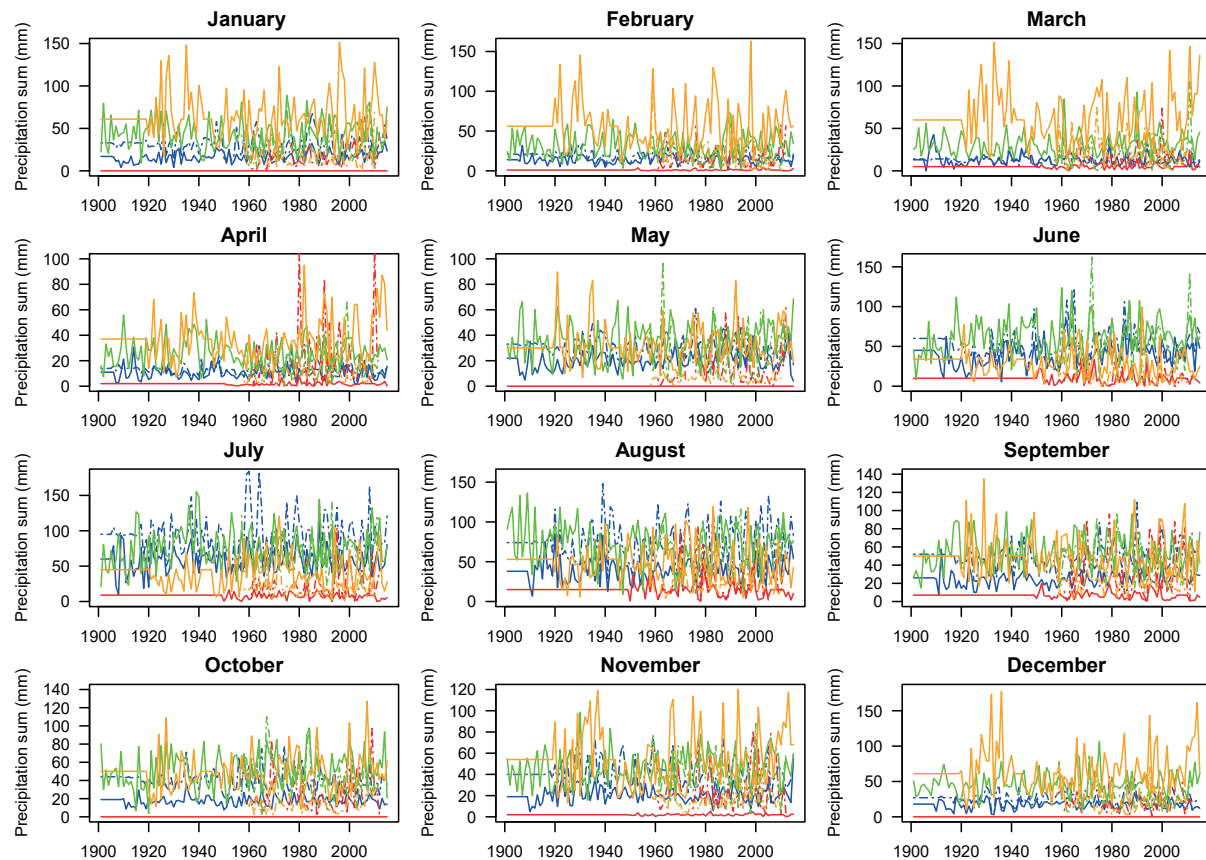 January February March
Precipitation sum (mm) Precipitation sum (mm) Precipitation sum (mm)
150 150 150
100 100 100
50 50 50
0 0 0
1900 1920 1940 1960 1980 2000 1900 1920 1940 1960 1980 2000 1900 1920 1940 1960 1980 2000
April May June
Precipitation sum (mm) Precipitation sum (mm) Precipitation sum (mm)
100 100 150
80 80 100
60 60 50
40 40 0
20 20
0 0
1900 1920 1940 1960 1980 2000 1900 1920 1940 1960 1980 2000 1900 1920 1940 1960 1980 2000
July August September
Precipitation sum (mm) Precipitation sum (mm) Precipitation sum (mm)
150 150 140
100 100 120
50 50 100
0 0 80
60
40
20
0
1900 1920 1940 1960 1980 2000 1900 1920 1940 1960 1980 2000 1900 1920 1940 1960 1980 2000
October November December
Precipitation sum (mm) Precipitation sum (mm) Precipitation sum (mm)
140 120 150
120 100 100
100 80 50
80 60 0
60 40
40 20
20 0
0
1900 1920 1940 1960 1980 2000 1900 1920 1940 1960 1980 2000 1900 1920 1940 1960 1980 2000